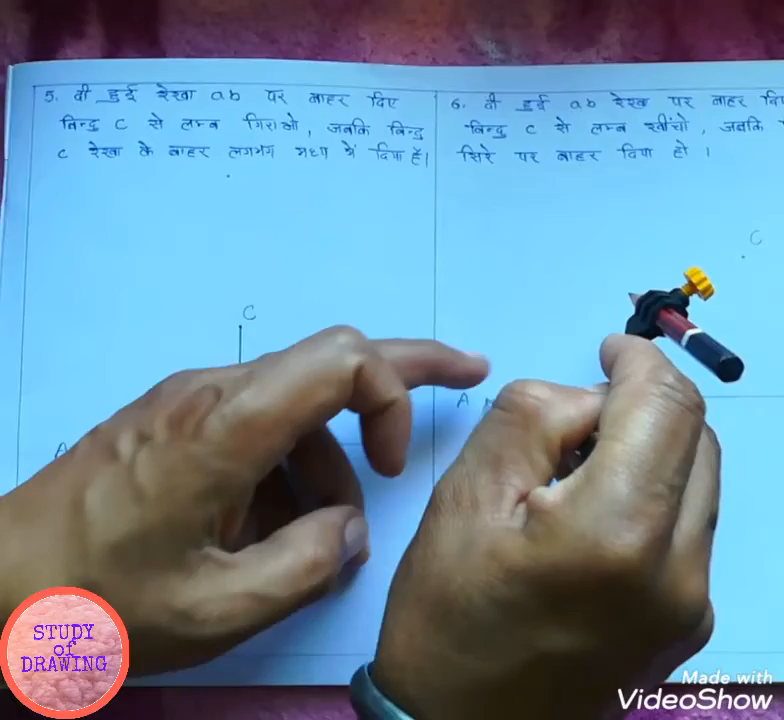 5. दी हुई रेखा ab पर बाहर दिए
बिन्दु C से लम्ब गिराओ, जबकि बिन्दु
C रेखा के बाहर लगभग मध्य में दिया है।
6. दी हुई ab रेखा पर बाहर
बिन्दु C से लम्ब खींचो, जबकि
सिरे पर बाहर दिया हो ।
C
C
A
A
STUDY
of
DRAWING
Made with
VideoShow